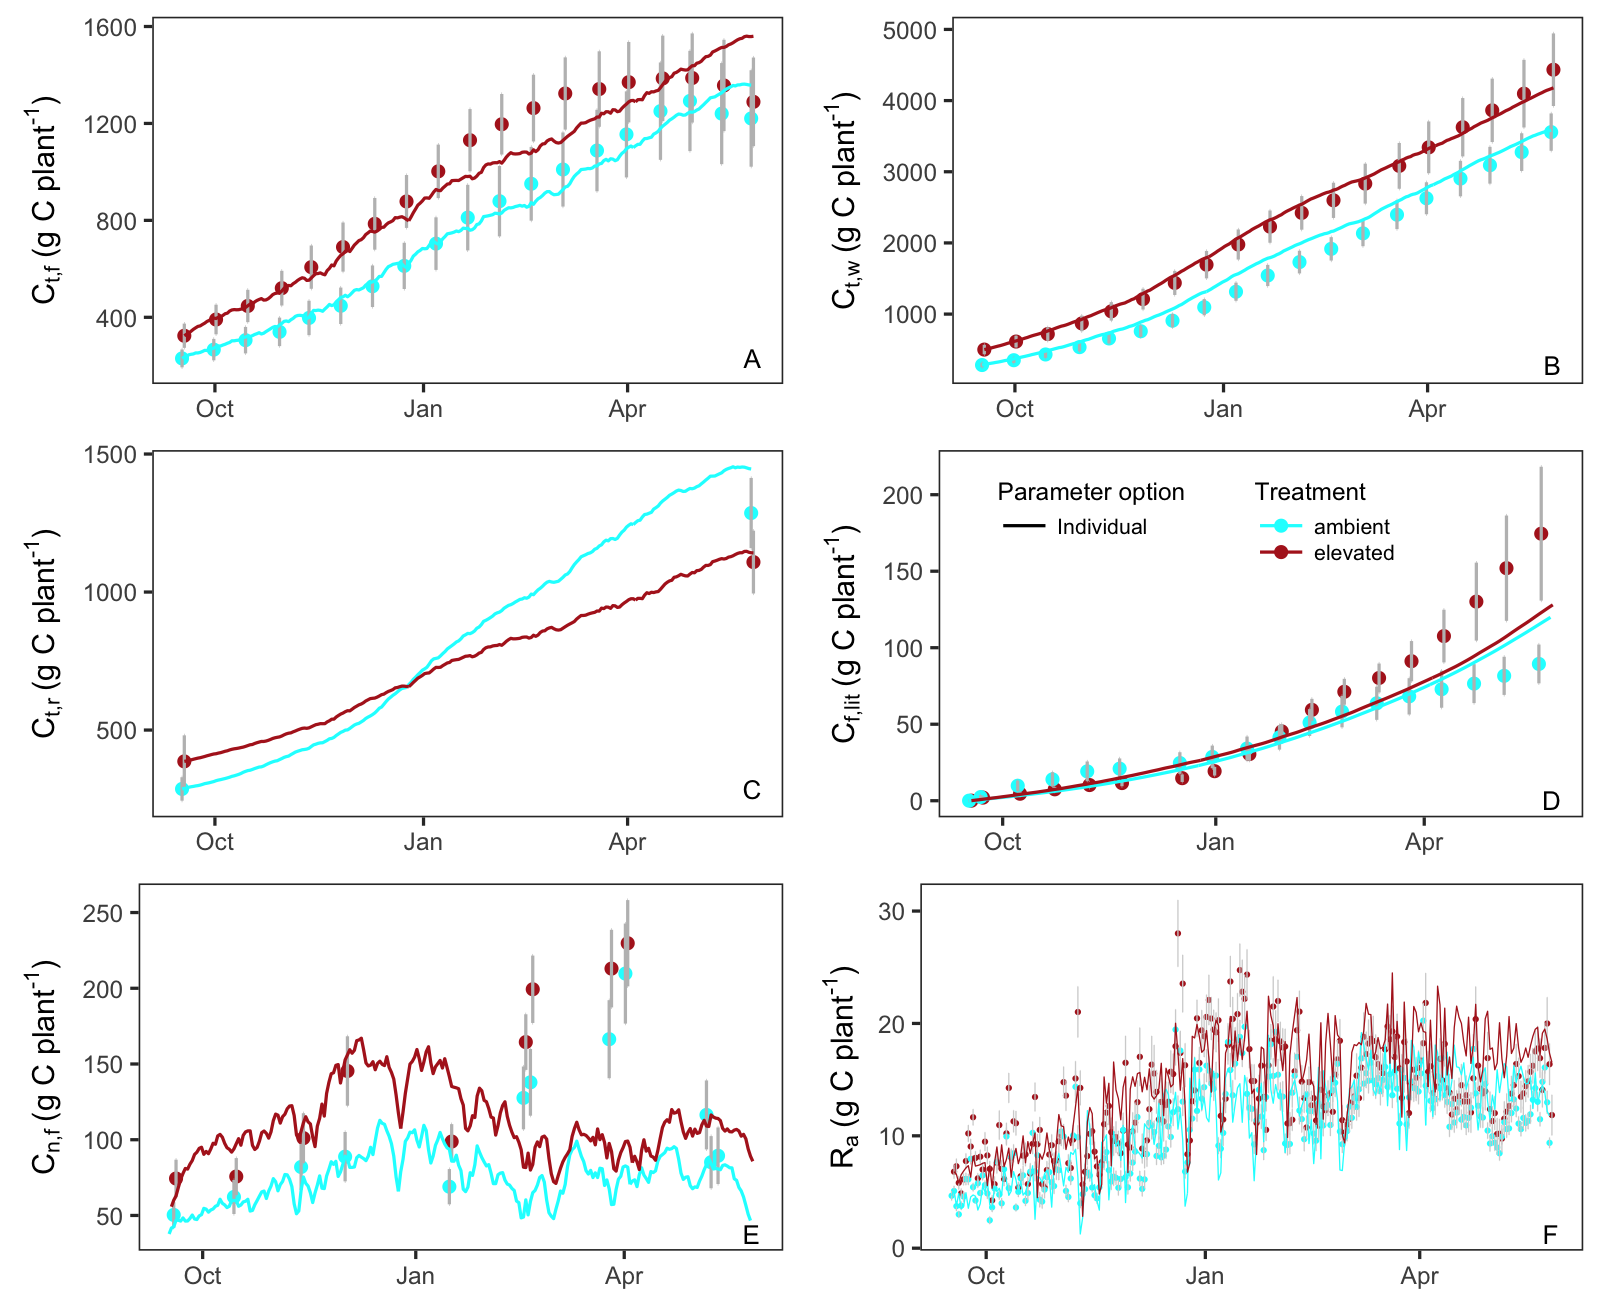 1600
1200
800
400
Oct Jan Apr
C_t,f (g C plant^-1)
A
5000
4000
3000
2000
1000
Oct Jan Apr
C_t,w (g C plant^-1)
B
1500
1000
500
Oct Jan Apr
C_t,r (g C plant^-1)
C
200
150
100
50
0
Oct Jan Apr
C_f,lit (g C plant^-1)
Parameter option
Individual
Treatment
ambient
elevated
D
250
200
150
100
50
Oct Jan Apr
C_n,f (g C plant^-1)
E
30
20
10
0
Oct Jan Apr
R_a (g C plant^-1)
F